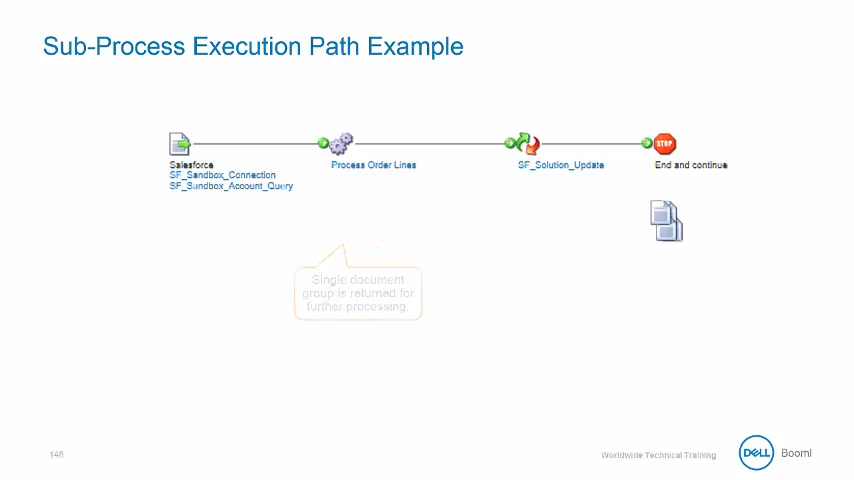 Sub-Process Execution Path Example
STOP
Salesforce
SF_Sandbox_Connection
SF_Sandbox_Account_Query
Process Order Lines
SF_Solution_Update
End and continue
Single document
group is returned for
further processing.
148
Worldwide Technical Training
DELL
Boomi